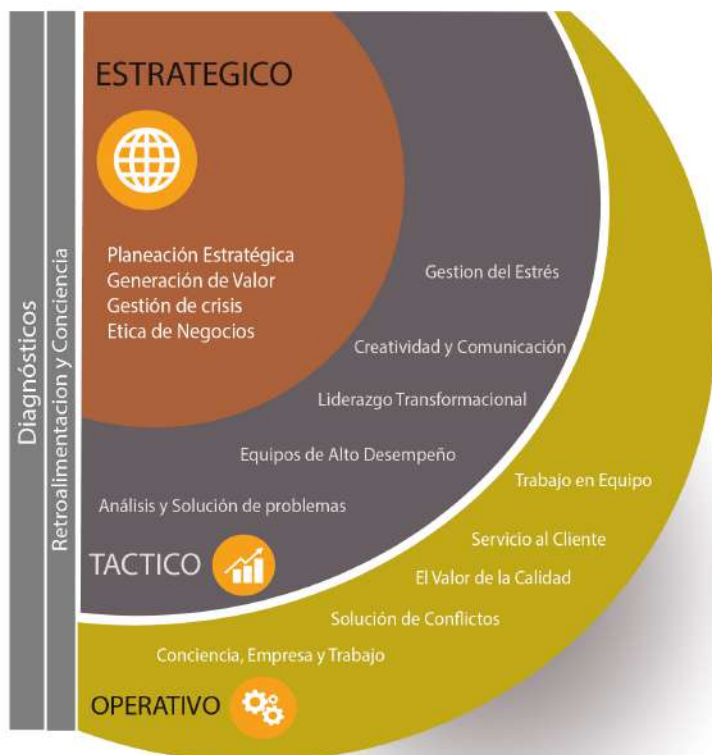 Diagnósticos
Retroalimentacion y Conciencia
ESTRATEGICO
Planeación Estratégica
Generación de Valor
Gestión de crisis
Etica de Negocios
Gestion del Estrés
Creatividad y Comunicación
Liderazgo Transformacional
Equipos de Alto Desempeño
Análisis y Solución de problemas
TACTICO
Trabajo en Equipo
Servicio al Cliente
El Valor de la Calidad
Solución de Conflictos
Conciencia, Empresa y Trabajo
OPERATIVO